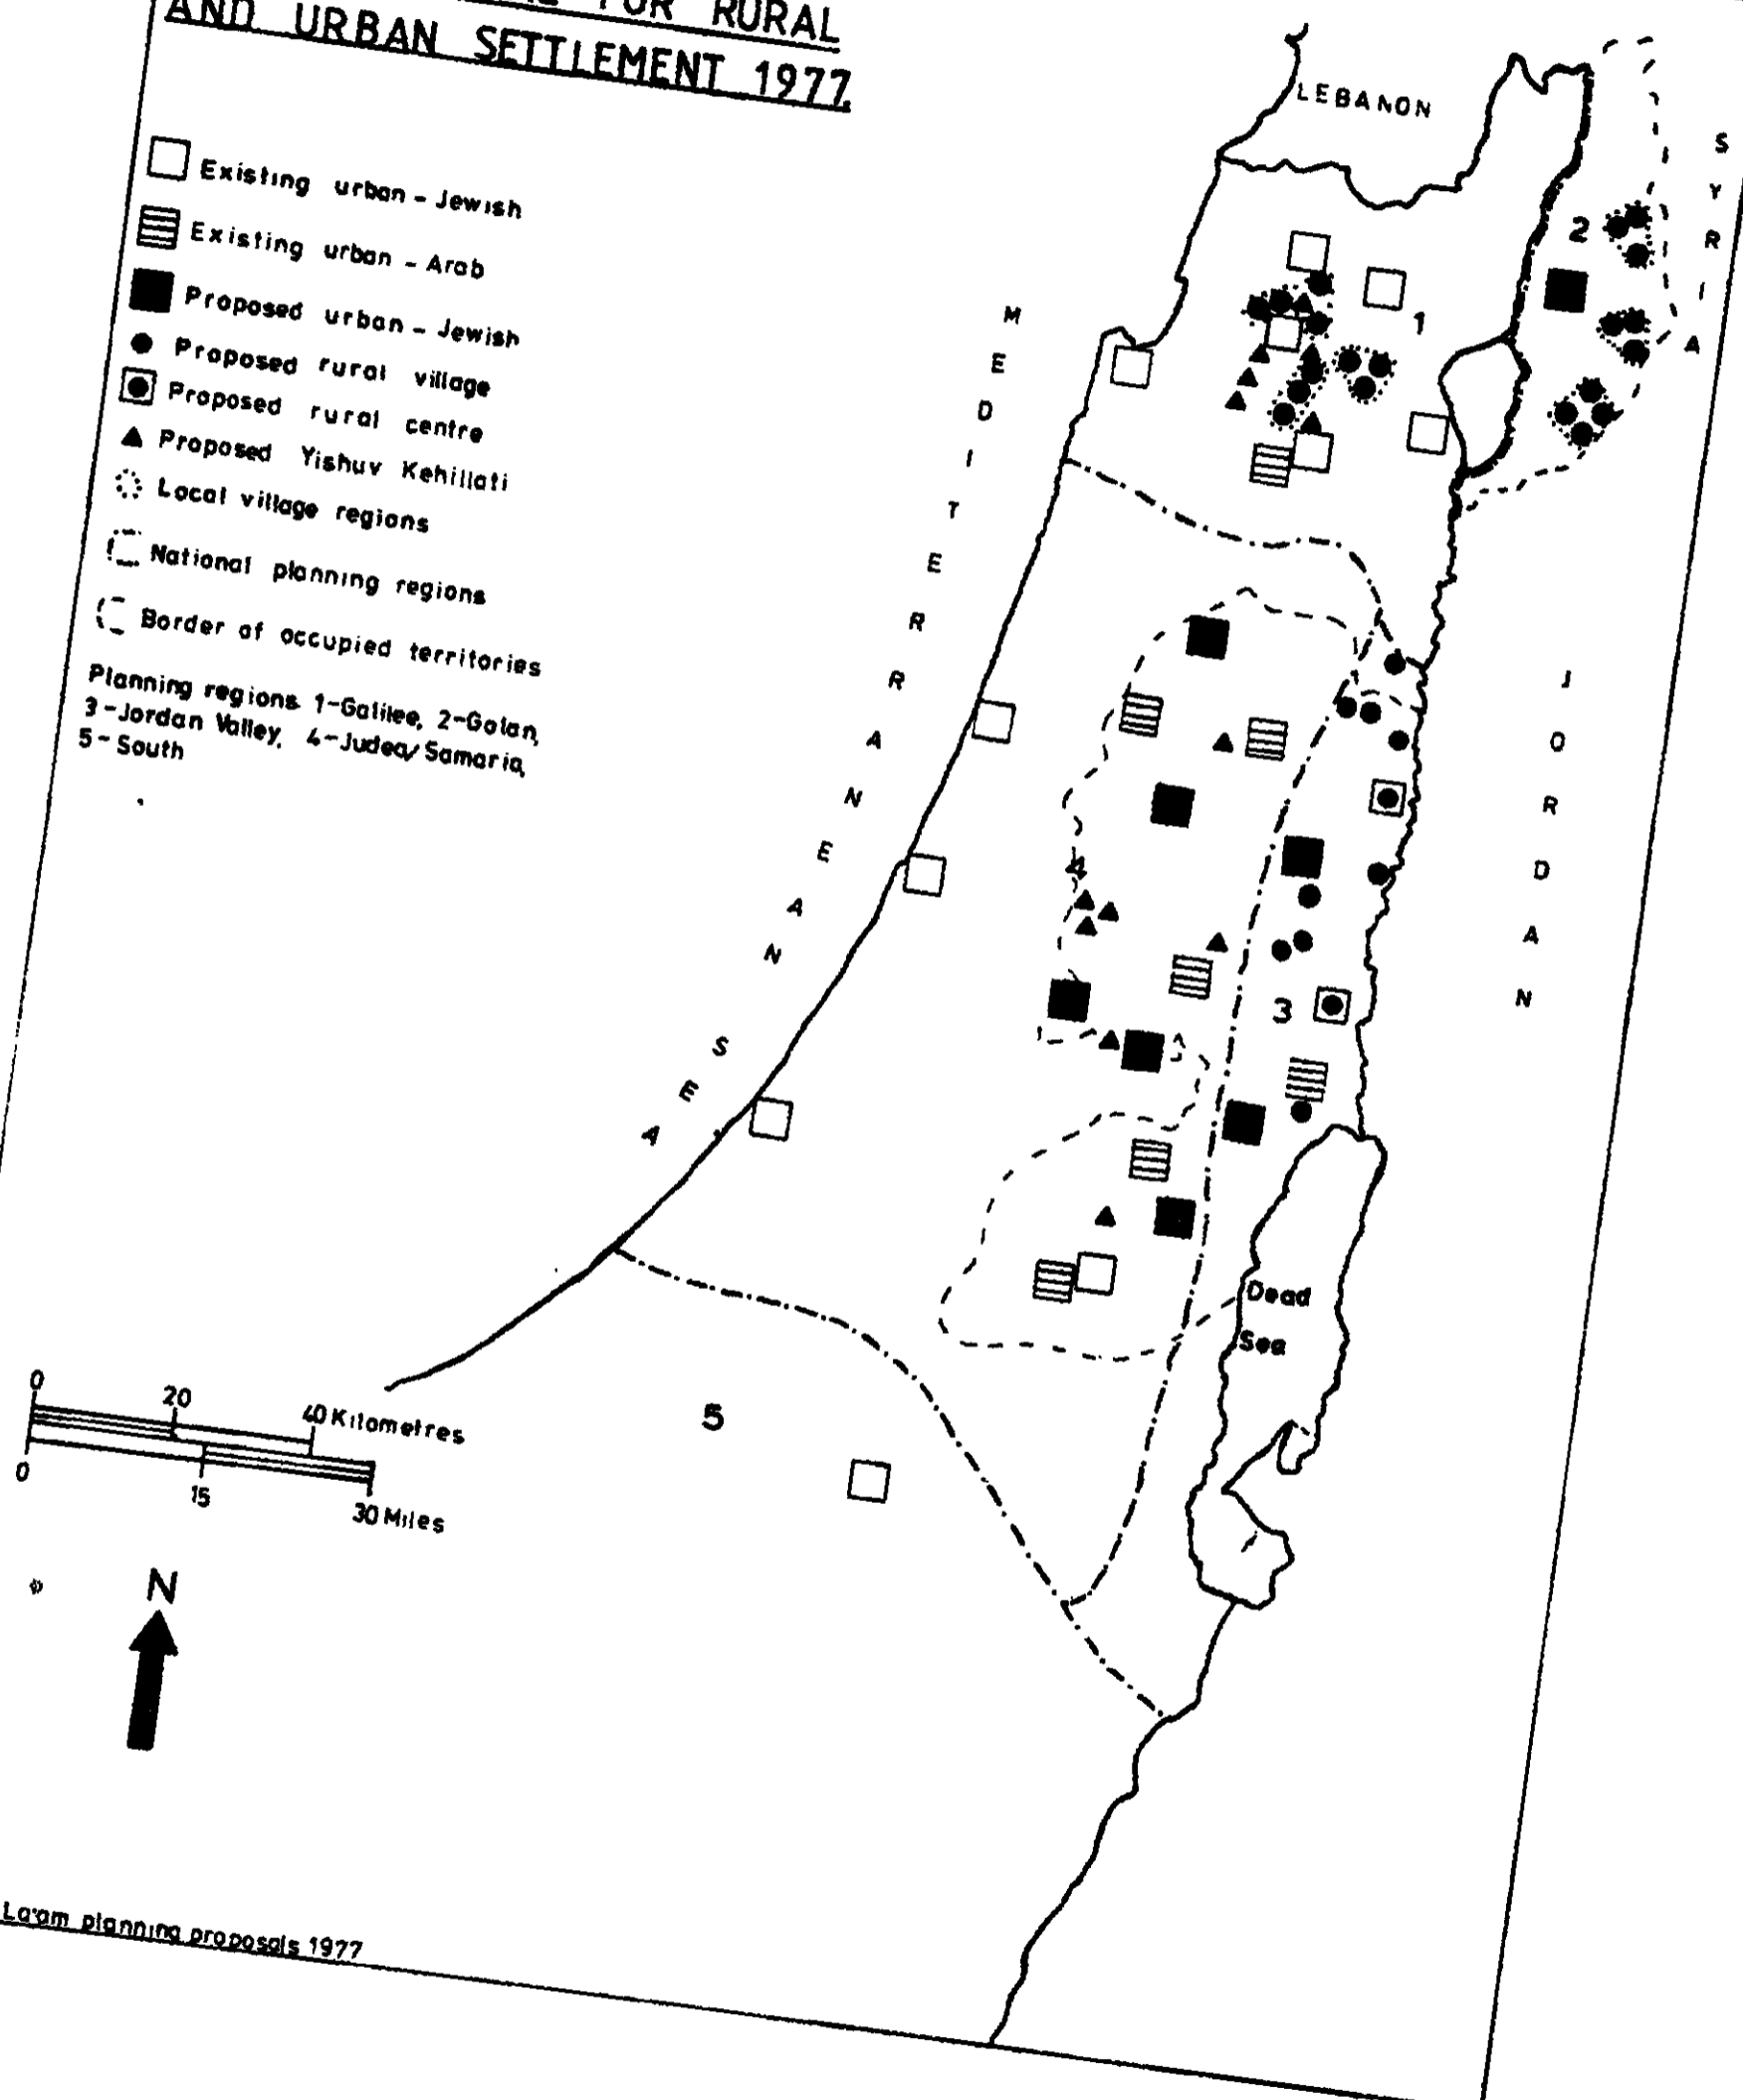 FOR RURAL
AND URBAN SETTLEMENT 1977
Existing urban - Jewish
Existing urban - Arab
Proposed urban - Jewish
Proposed rural village
Proposed rural centre
Proposed Yishuv Kehillati
Local village regions
National planning regions
Border of occupied territories
Planning regions 1-Galilee, 2-Golan,
3-Jordan Valley, 4-Judea/Samaria,
5-South
LEBANON
SYRIA
MEDITERRANEAN
SEA
JORDAN
1
2
3
4
5
Dead
Sea
0 20 40 Kilometres
0 15 30 Miles
N
La'am planning proposals 1977